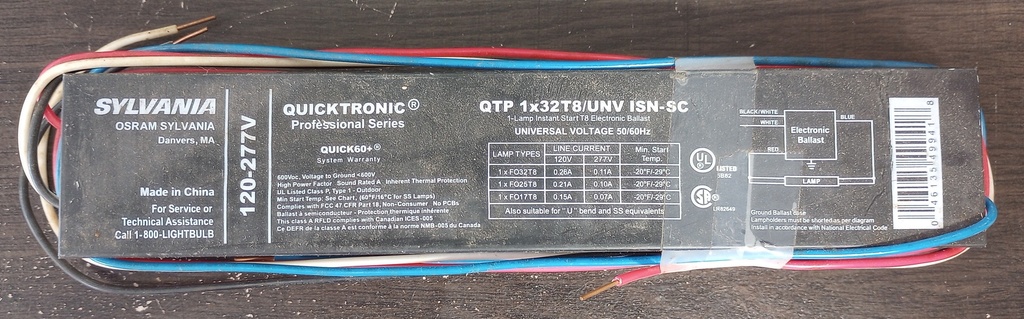 SYLVANIA
OSRAM SYLVANIA
Danvers, MA
Made in China
For Service or
Technical Assistance
Call 1-800-LIGHTBULB
120-277V
QUICKTRONIC®
Professional Series
QUICK60+®
System Warranty
600Voc, Voltage to Ground <600V
High Power Factor Sound Rated A Inherent Thermal Protection
UL Listed Class P, Type 1 - Outdoor
Min Start Temp: See Chart, (60°F/16°C for SS Lamps)
Complies with FCC 47 CFR Part 18, Non-Consumer No PCBs
Ballast à semiconducteur - Protection thermique inhérente
This class A RFLD complies with Canadian ICES-005
Ce DEFR de la classe A est conforme à la norme NMB-005 du Canada
QTP 1x32T8/UNV ISN-SC
1-Lamp Instant Start T8 Electronic Ballast
UNIVERSAL VOLTAGE 50/60Hz
LAMP TYPES LINE CURRENT Min. Start Temp.
120V 277V
1 x FO32T8 0.26A 0.11A -20°F/-29°C
1 x FO25T8 0.21A 0.10A -20°F/-29°C
1 x FO17T8 0.15A 0.07A -20°F/-29°C
Also suitable for "U" bend and SS equivalents
UL
LISTED
SA
BLACK/WHITE
WHITE
RED
BLUE
Electronic
Ballast
LAMP
Ground Ballast case
Lampholders must be shorted as per diagram
Install in accordance with National Electrical Code